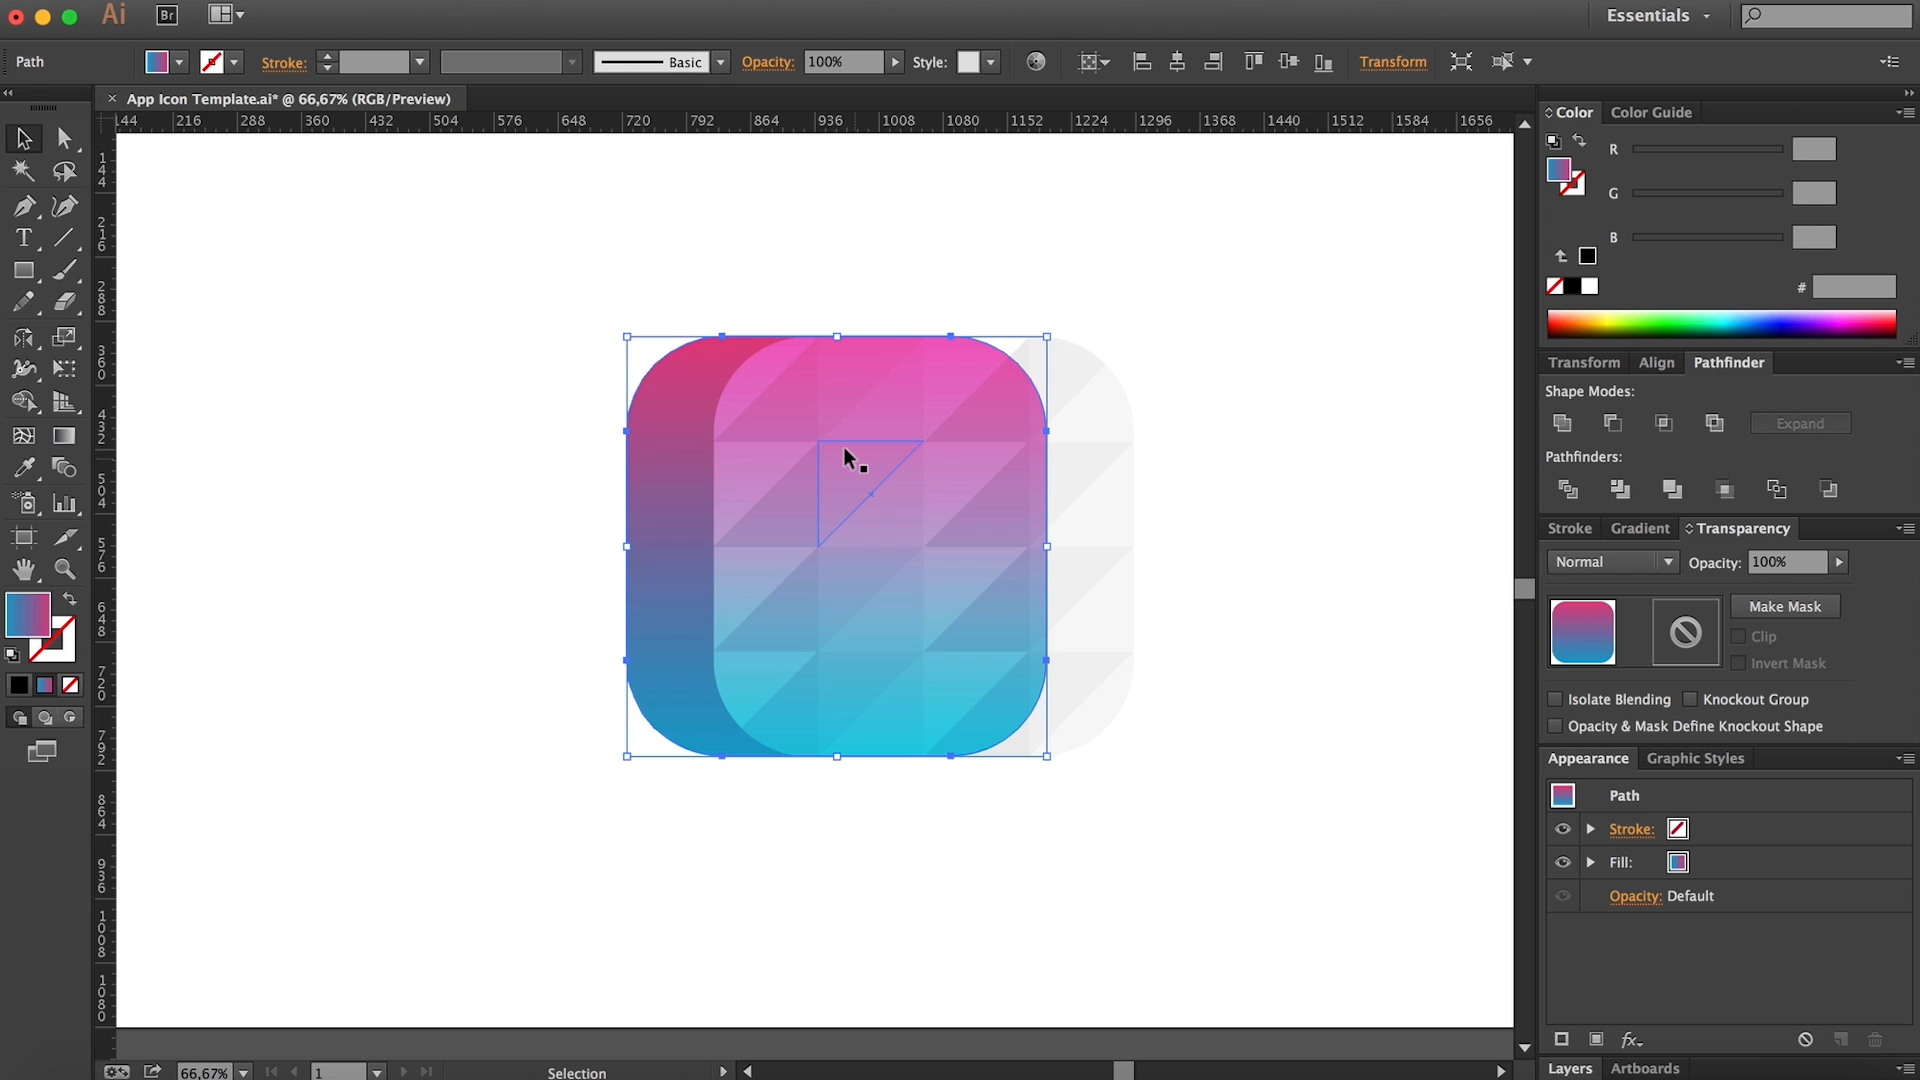 Ai Br Essentials
Path Stroke: Basic Opacity: 100% Style: Transform
× App Icon Template.ai* @ 66,67% (RGB/Preview)
144 216 288 360 432 504 576 648 720 792 864 936 1008 1080 1152 1224 1296 1368 1440 1512 1584 1656
144
216
288
360
432
504
576
648
720
792
864
936
1008
1080
Color Color Guide
R
G
B
#
Transform Align Pathfinder
Shape Modes:
Expand
Pathfinders:
Stroke Gradient Transparency
Normal Opacity: 100%
Make Mask
Clip
Invert Mask
Isolate Blending Knockout Group
Opacity & Mask Define Knockout Shape
Appearance Graphic Styles
Path
Stroke:
Fill:
Opacity: Default
fx
Layers Artboards
66,67% 1 Selection